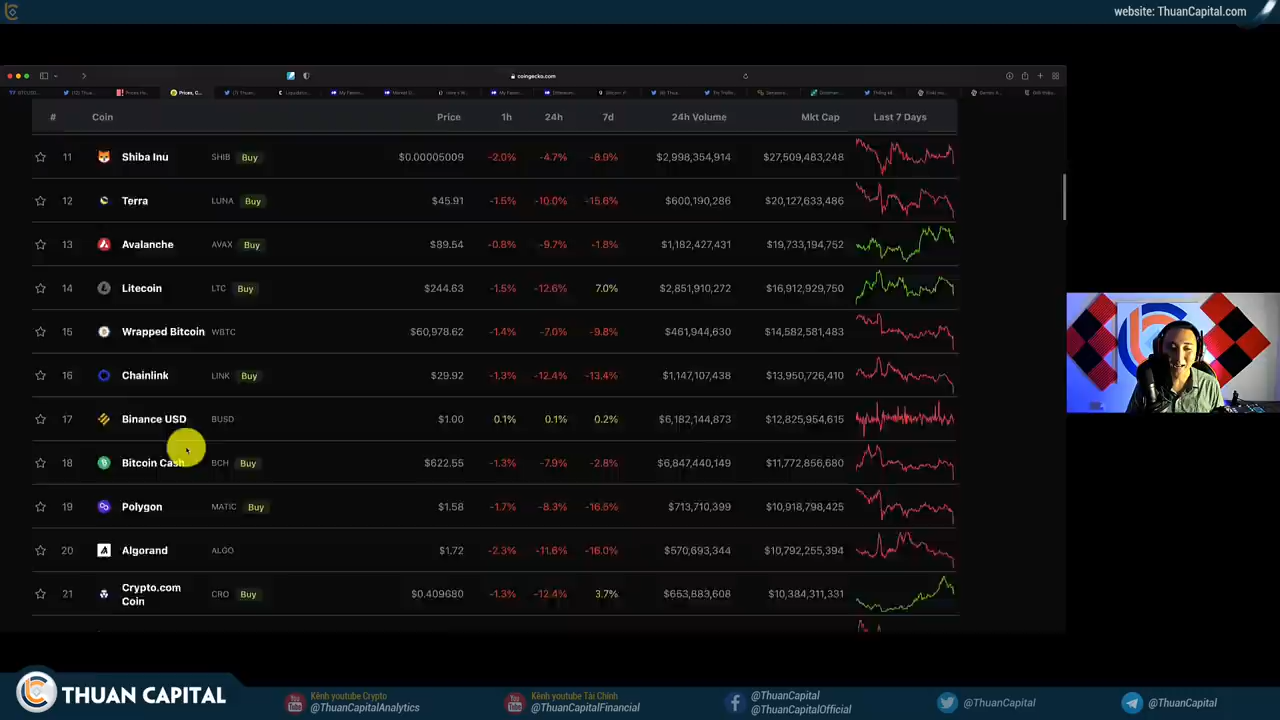 website: ThuanCapital.com
coingecko.com
# Coin Price 1h 24h 7d 24h Volume Mkt Cap Last 7 Days
11 Shiba Inu SHIB Buy $0.00005009 -2.0% -4.7% -8.9% $2,998,354,914 $27,509,483,248
12 Terra LUNA Buy $45.91 -1.5% -10.0% -15.6% $600,190,286 $20,127,633,486
13 Avalanche AVAX Buy $89.54 -0.8% -9.7% -1.8% $1,182,427,431 $19,733,194,752
14 Litecoin LTC Buy $244.63 -1.5% -12.6% 7.0% $2,851,910,272 $16,912,929,750
15 Wrapped Bitcoin WBTC $60,978.62 -1.4% -7.0% -9.8% $461,944,630 $14,582,581,483
16 Chainlink LINK Buy $29.92 -1.3% -12.4% -13.4% $1,147,107,438 $13,950,726,410
17 Binance USD BUSD $1.00 0.1% 0.1% 0.2% $6,182,144,873 $12,825,954,615
18 Bitcoin Cash BCH Buy $622.55 -1.3% -7.9% -2.8% $6,847,440,149 $11,772,856,680
19 Polygon MATIC Buy $1.58 -1.7% -8.3% -16.5% $713,710,399 $10,918,798,425
20 Algorand ALGO $1.72 -2.3% -11.6% -16.0% $570,693,344 $10,792,255,394
21 Crypto.com Coin CRO Buy $0.409680 -1.3% -12.4% 3.7% $653,883,608 $10,384,311,331
THUAN CAPITAL
Kênh youtube Crypto
@ThuanCapitalAnalytics
Kênh youtube Tài Chính
@ThuanCapitalFinancial
@ThuanCapital
@ThuanCapitalOfficial
@ThuanCapital
@ThuanCapital